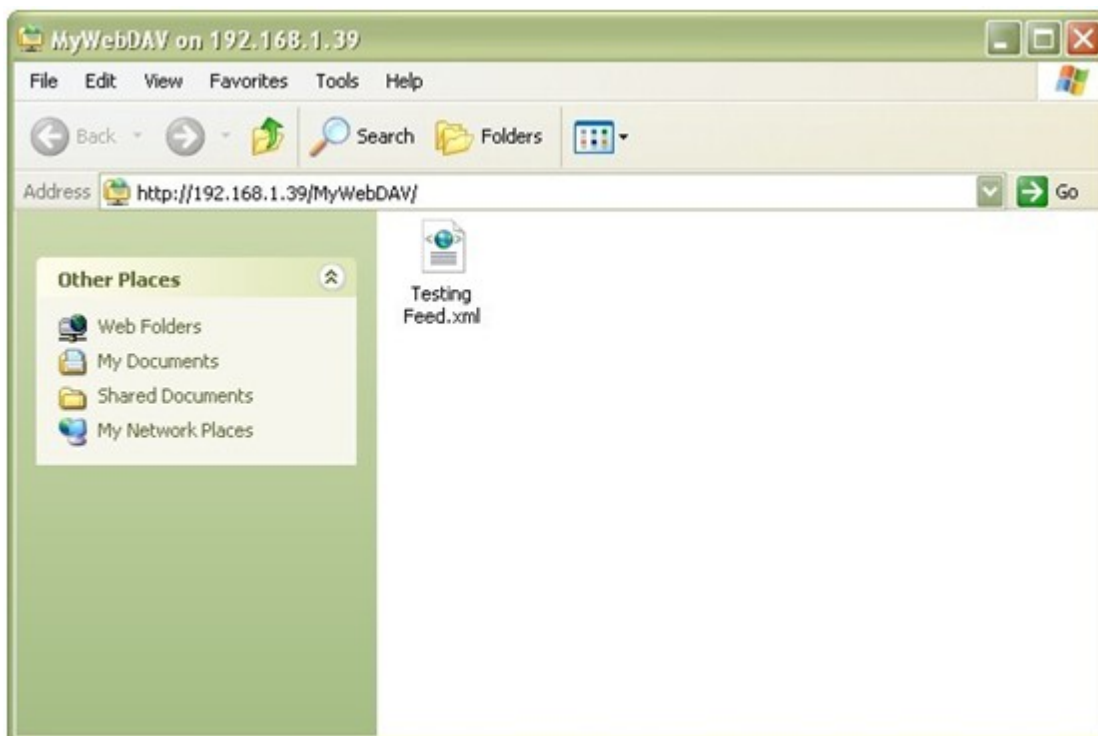 MyWebDAV on 192.168.1.39
File Edit View Favorites Tools Help
Back Search Folders
Address http://192.168.1.39/MyWebDAV/ Go
Other Places
Web Folders
My Documents
Shared Documents
My Network Places
Testing
Feed.xml